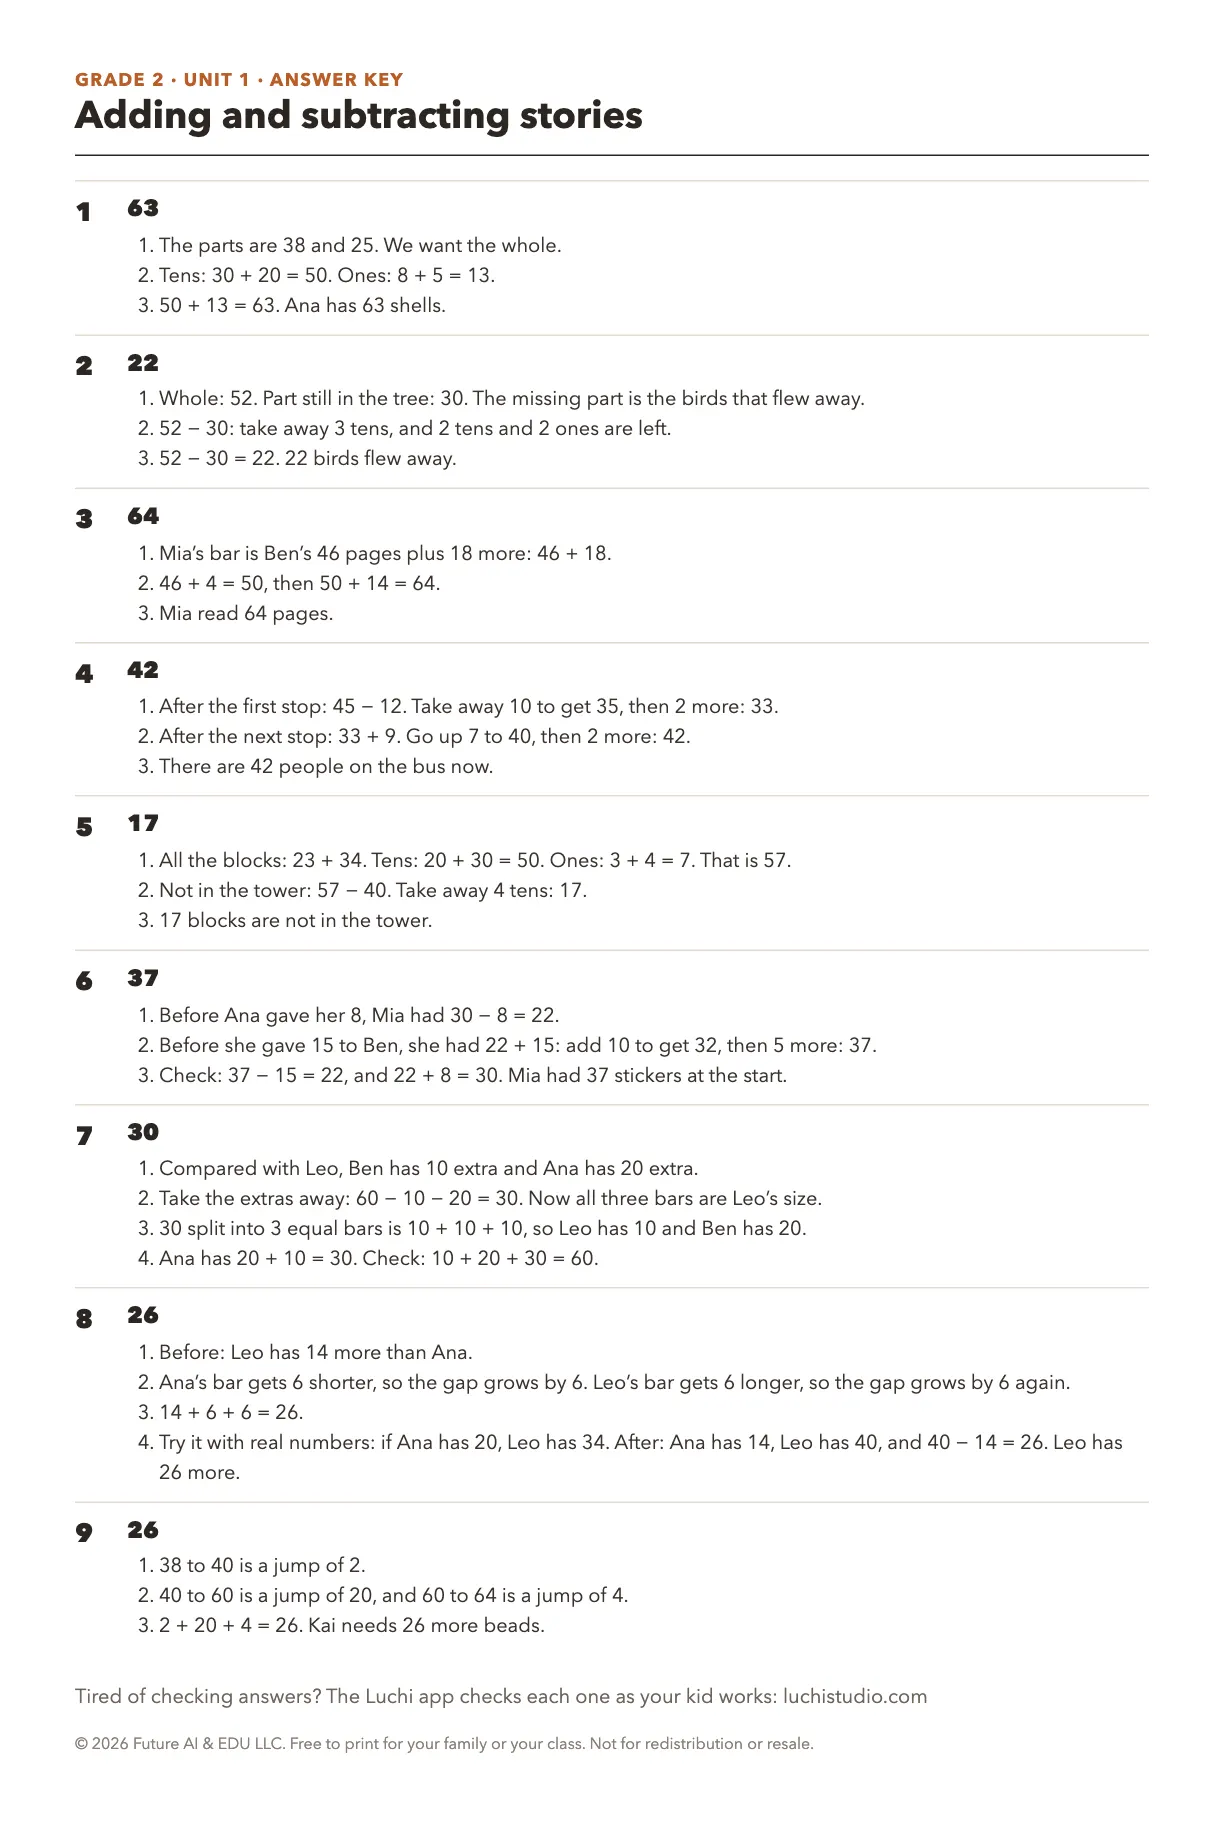 GRADE 2 · UNIT 1 · ANSWER KEY
Adding and subtracting stories
1 63
1. The parts are 38 and 25. We want the whole.
2. Tens: 30 + 20 = 50. Ones: 8 + 5 = 13.
3. 50 + 13 = 63. Ana has 63 shells.
2 22
1. Whole: 52. Part still in the tree: 30. The missing part is the birds that flew away.
2. 52 − 30: take away 3 tens, and 2 tens and 2 ones are left.
3. 52 − 30 = 22. 22 birds flew away.
3 64
1. Mia’s bar is Ben’s 46 pages plus 18 more: 46 + 18.
2. 46 + 4 = 50, then 50 + 14 = 64.
3. Mia read 64 pages.
4 42
1. After the first stop: 45 − 12. Take away 10 to get 35, then 2 more: 33.
2. After the next stop: 33 + 9. Go up 7 to 40, then 2 more: 42.
3. There are 42 people on the bus now.
5 17
1. All the blocks: 23 + 34. Tens: 20 + 30 = 50. Ones: 3 + 4 = 7. That is 57.
2. Not in the tower: 57 − 40. Take away 4 tens: 17.
3. 17 blocks are not in the tower.
6 37
1. Before Ana gave her 8, Mia had 30 − 8 = 22.
2. Before she gave 15 to Ben, she had 22 + 15: add 10 to get 32, then 5 more: 37.
3. Check: 37 − 15 = 22, and 22 + 8 = 30. Mia had 37 stickers at the start.
7 30
1. Compared with Leo, Ben has 10 extra and Ana has 20 extra.
2. Take the extras away: 60 − 10 − 20 = 30. Now all three bars are Leo’s size.
3. 30 split into 3 equal bars is 10 + 10 + 10, so Leo has 10 and Ben has 20.
4. Ana has 20 + 10 = 30. Check: 10 + 20 + 30 = 60.
8 26
1. Before: Leo has 14 more than Ana.
2. Ana’s bar gets 6 shorter, so the gap grows by 6. Leo’s bar gets 6 longer, so the gap grows by 6 again.
3. 14 + 6 + 6 = 26.
4. Try it with real numbers: if Ana has 20, Leo has 34. After: Ana has 14, Leo has 40, and 40 − 14 = 26. Leo has
26 more.
9 26
1. 38 to 40 is a jump of 2.
2. 40 to 60 is a jump of 20, and 60 to 64 is a jump of 4.
3. 2 + 20 + 4 = 26. Kai needs 26 more beads.
Tired of checking answers? The Luchi app checks each one as your kid works: luchistudio.com
© 2026 Future AI & EDU LLC. Free to print for your family or your class. Not for redistribution or resale.